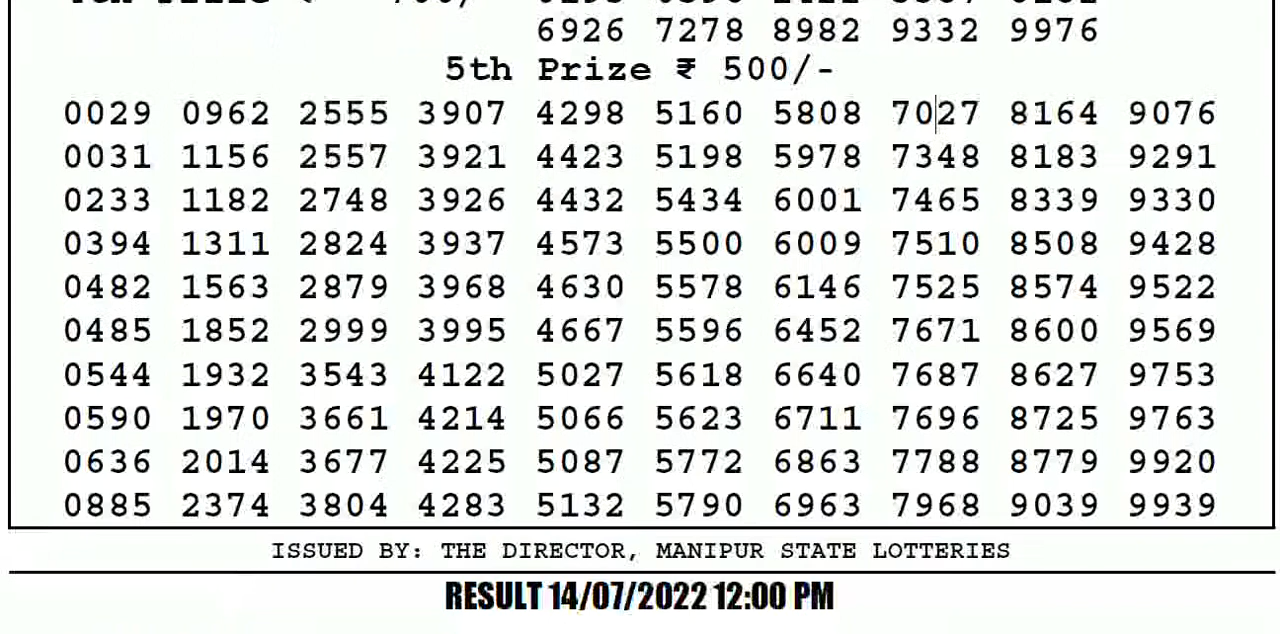 6926 7278 8982 9332 9976
5th Prize ₹ 500/-
0029 0962 2555 3907 4298 5160 5808 7027 8164 9076
0031 1156 2557 3921 4423 5198 5978 7348 8183 9291
0233 1182 2748 3926 4432 5434 6001 7465 8339 9330
0394 1311 2824 3937 4573 5500 6009 7510 8508 9428
0482 1563 2879 3968 4630 5578 6146 7525 8574 9522
0485 1852 2999 3995 4667 5596 6452 7671 8600 9569
0544 1932 3543 4122 5027 5618 6640 7687 8627 9753
0590 1970 3661 4214 5066 5623 6711 7696 8725 9763
0636 2014 3677 4225 5087 5772 6863 7788 8779 9920
0885 2374 3804 4283 5132 5790 6963 7968 9039 9939
ISSUED BY: THE DIRECTOR, MANIPUR STATE LOTTERIES
RESULT 14/07/2022 12:00 PM